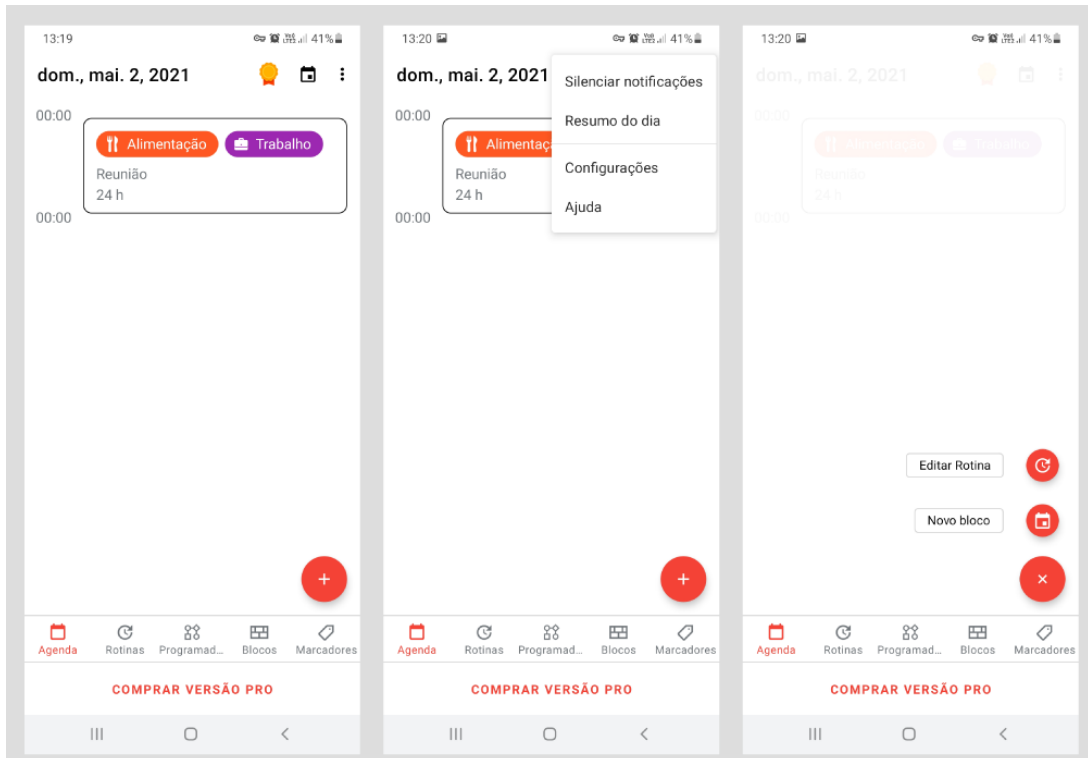 13:19
41%
dom., mai. 2, 2021
00:00
Alimentação
Trabalho
Reunião
24 h
00:00
+
Agenda
Rotinas
Programad...
Blocos
Marcadores
COMPRAR VERSÃO PRO
13:20
41%
dom., mai. 2, 2021
Silenciar notificações
Resumo do dia
Configurações
Ajuda
00:00
Alimentaç
Reunião
24 h
00:00
+
Agenda
Rotinas
Programad...
Blocos
Marcadores
COMPRAR VERSÃO PRO
13:20
41%
dom., mai. 2, 2021
00:00
Alimentação
Trabalho
Reunião
24 h
00:00
Editar Rotina
Novo bloco
×
Agenda
Rotinas
Programad...
Blocos
Marcadores
COMPRAR VERSÃO PRO